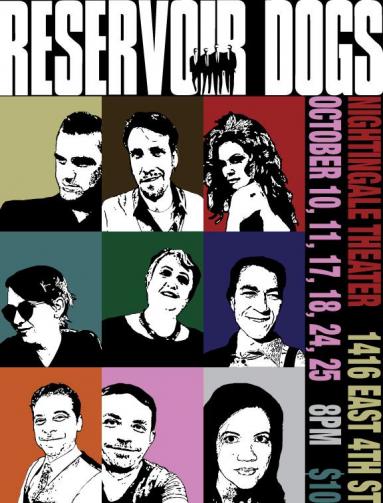 RESERVOIR DOGS
NIGHTINGALE THEATER 1416 EAST 4TH ST
OCTOBER 10, 11, 17, 18, 24, 25 8PM $10